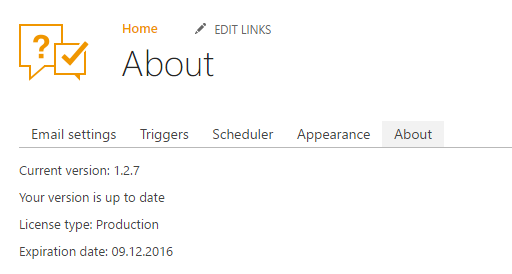 Home EDIT LINKS
About
Email settings Triggers Scheduler Appearance About
Current version: 1.2.7
Your version is up to date
License type: Production
Expiration date: 09.12.2016